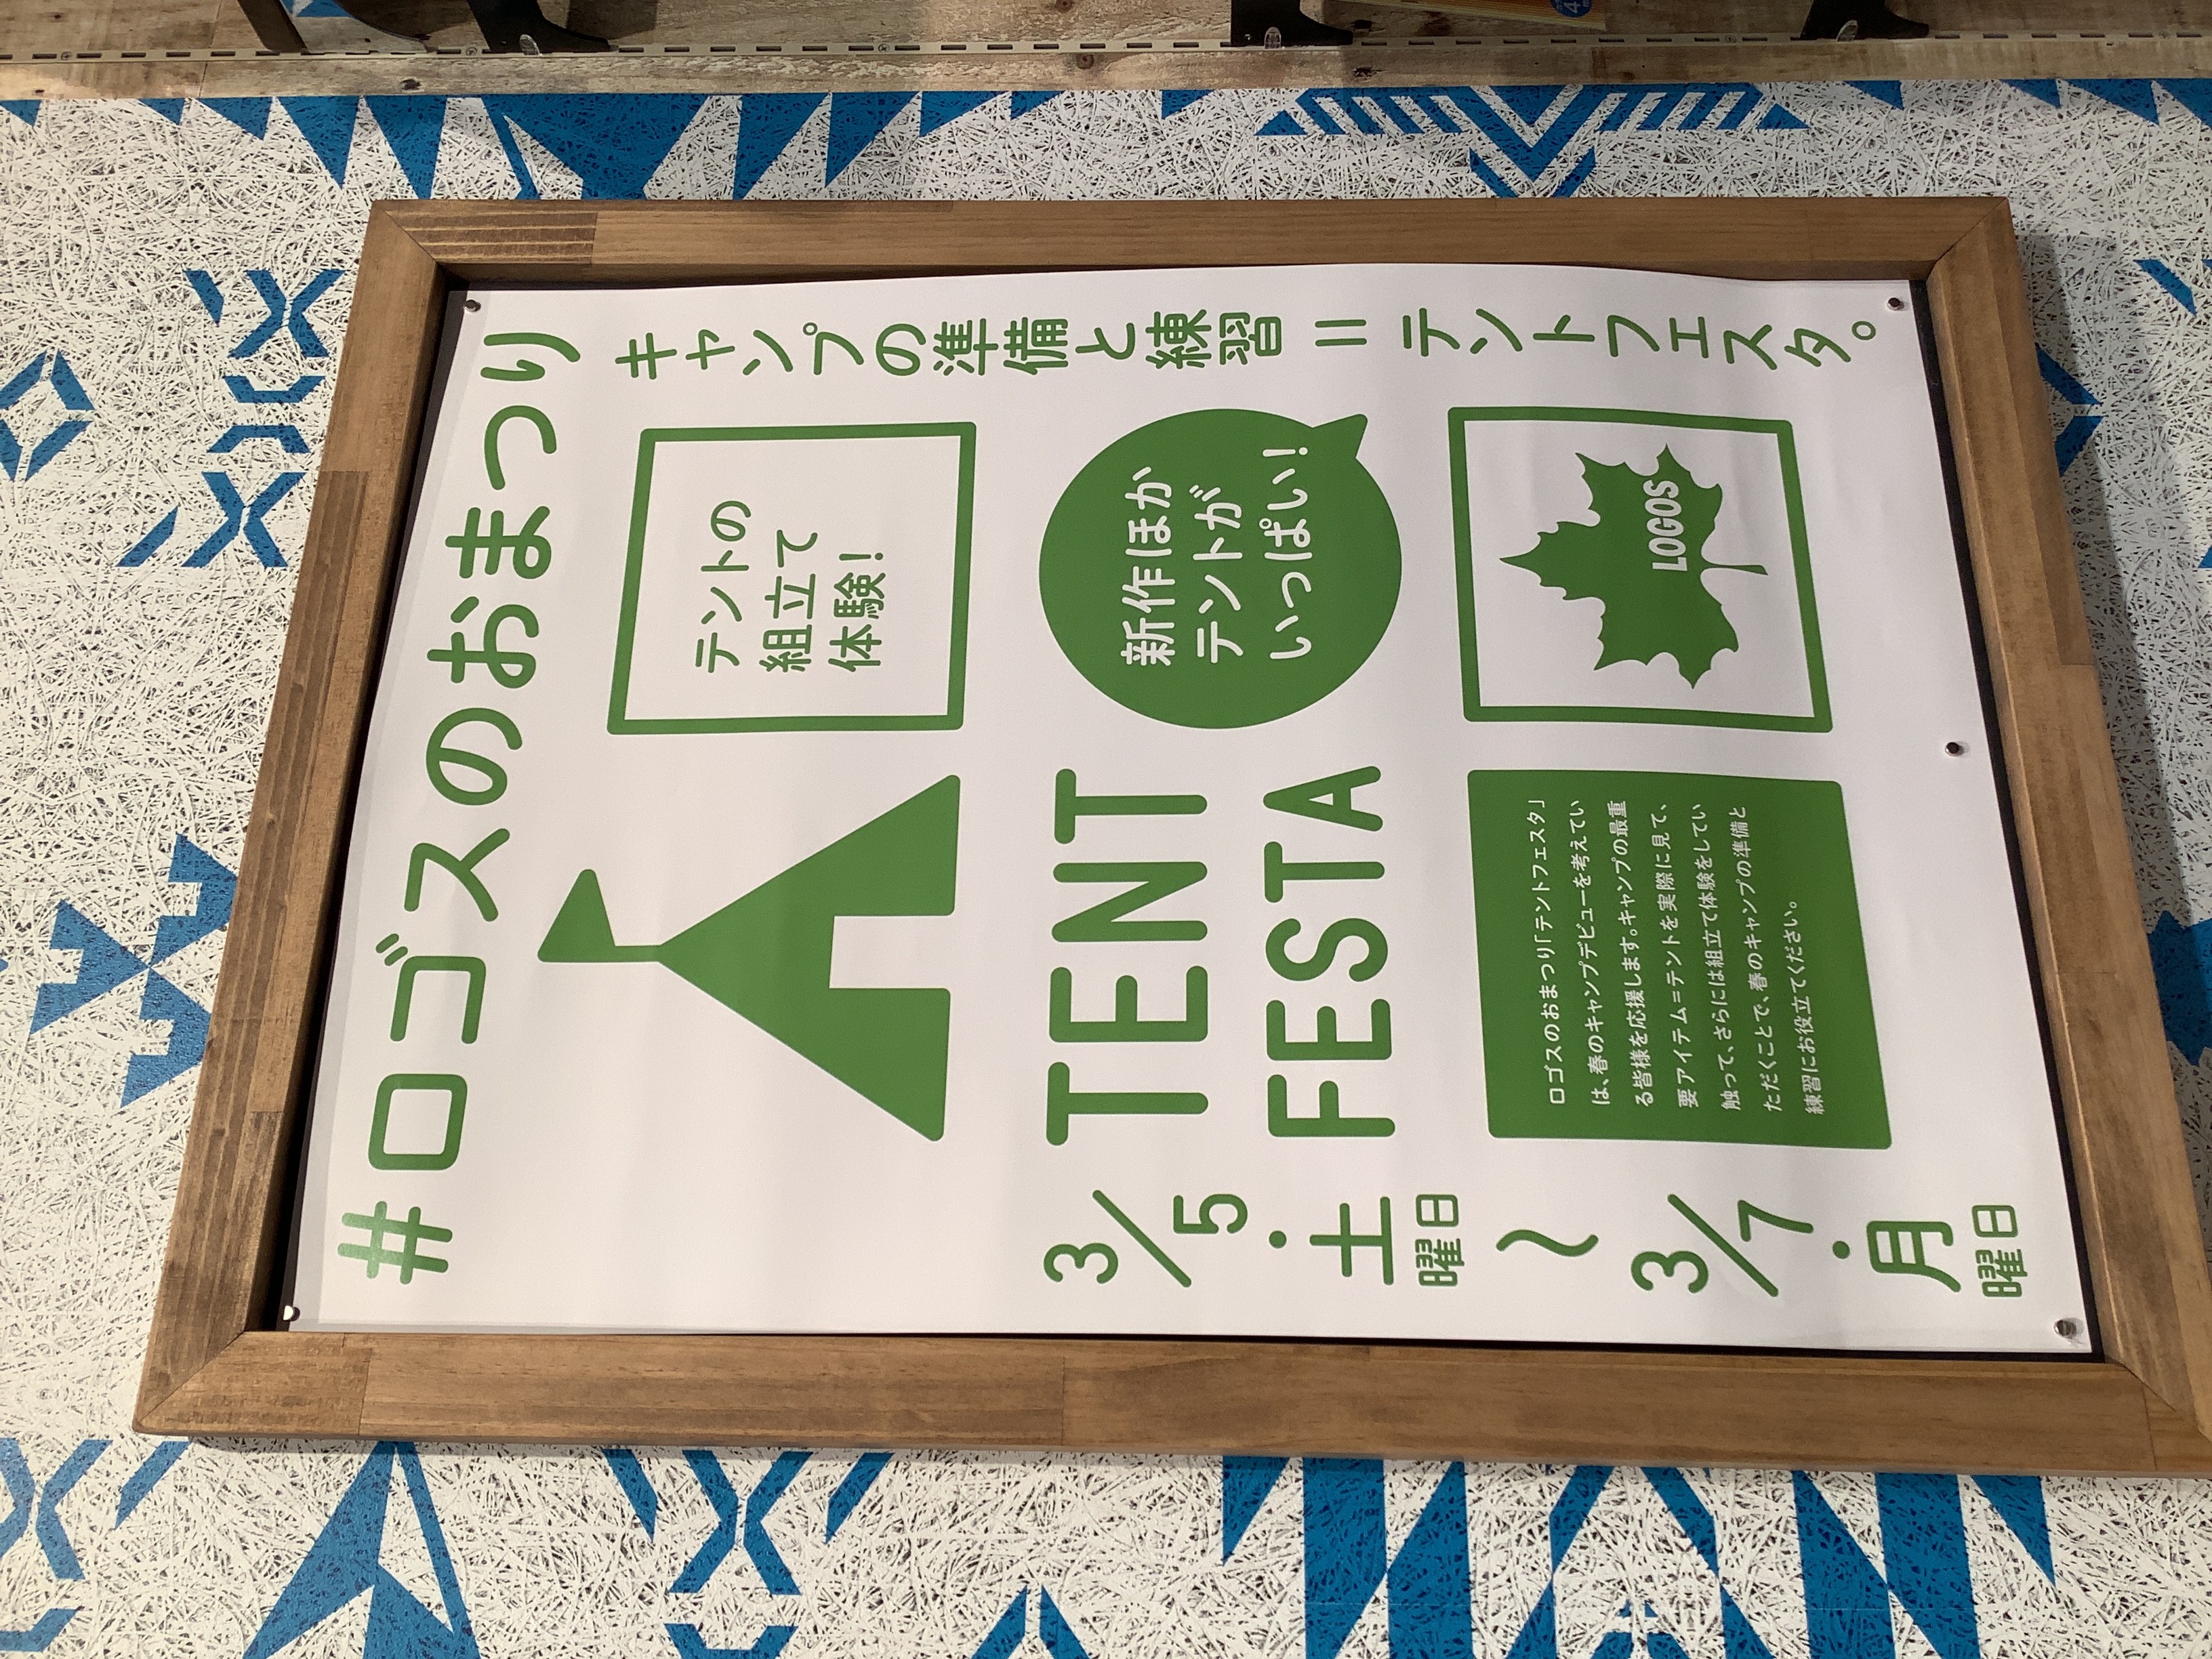 #ロゴスのおまつり
キャンプの準備と練習＝テントフェスタ。
テントの
組立て
体験！
新作ほか
テントが
いっぱい！
TENT
FESTA
3/5・土曜日〜3/7・月曜日
LOGOS
ロゴスのおまつり「テントフェスタ」
は、春のキャンプデビューを考えてい
る皆様を応援します。キャンプの最重
要アイテム＝テントを実際に見て、
触って、さらには組立て体験をしてい
ただくことで、春のキャンプの準備と
練習にお役立てください。